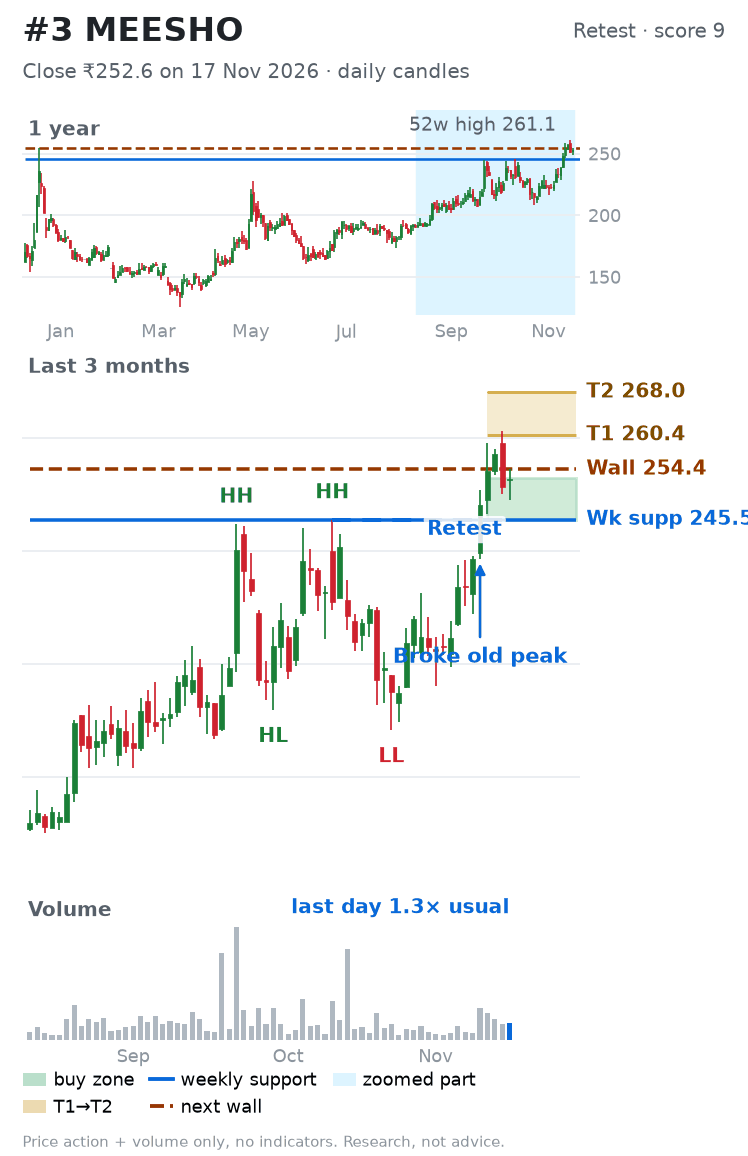 #3 MEESHO
Retest · score 9
Close ₹252.6 on 17 Nov 2026 · daily candles
1 year
52w high 261.1
250
200
150
Jan Mar May Jul Sep Nov
Last 3 months
T2 268.0
T1 260.4
Wall 254.4
HH
HH
Wk supp 245.5
Retest
Broke old peak
HL
LL
Volume
last day 1.3× usual
Sep Oct Nov
buy zone weekly support zoomed part
T1→T2 next wall
Price action + volume only, no indicators. Research, not advice.